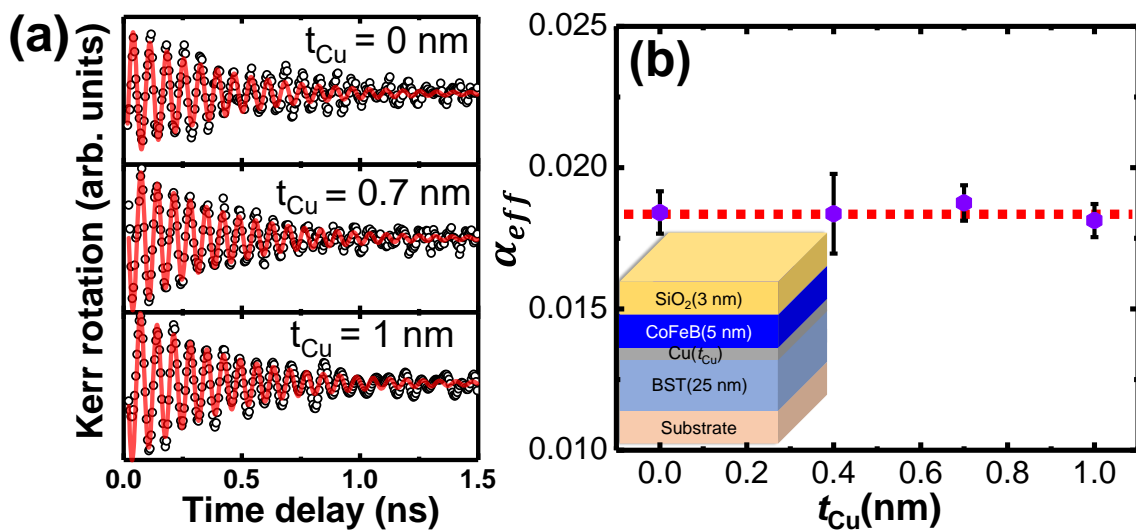 (a)
t_Cu = 0 nm
t_Cu = 0.7 nm
t_Cu = 1 nm
Kerr rotation (arb. units)
0.0 0.5 1.0 1.5
Time delay (ns)
(b)
0.025
0.020
0.015
0.010
α_eff
SiO₂(3 nm)
CoFeB(5 nm)
Cu(t_Cu)
BST(25 nm)
Substrate
0.0 0.2 0.4 0.6 0.8 1.0
t_Cu(nm)